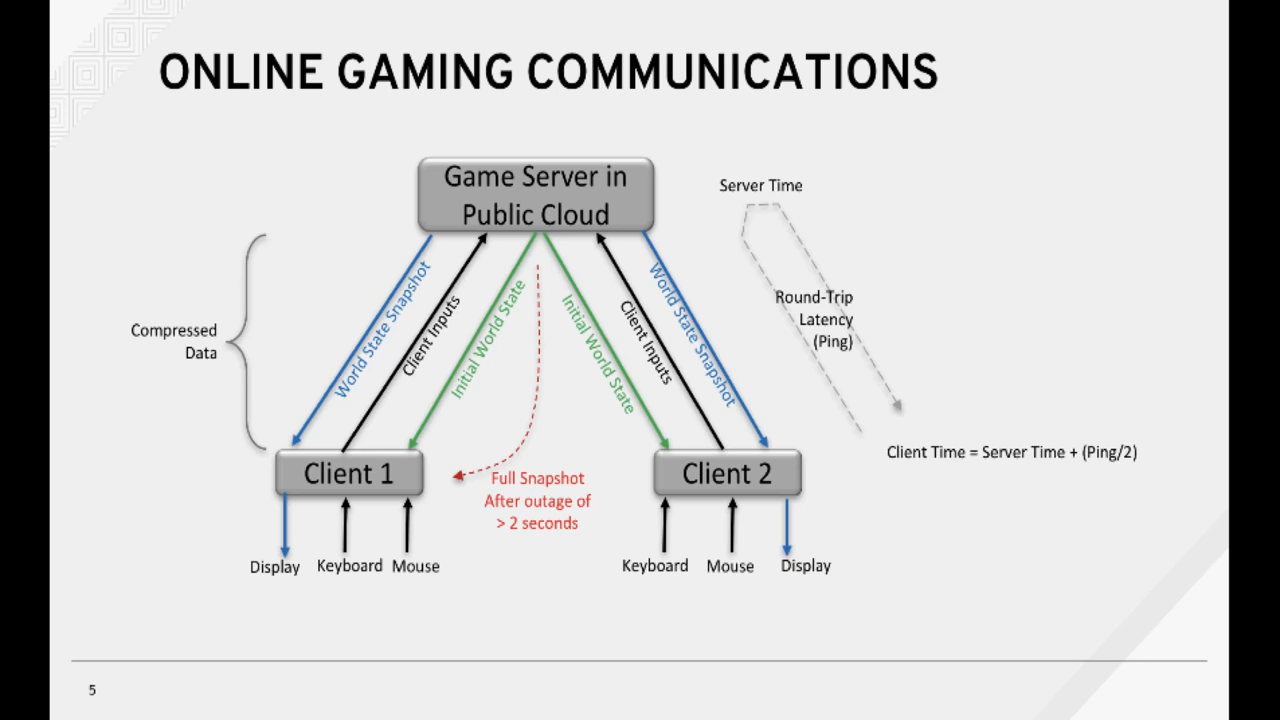 ONLINE GAMING COMMUNICATIONS
Game Server in
Public Cloud
Server Time
World State Snapshot
Client Inputs
Initial World State
Initial World State
Client Inputs
World State Snapshot
Round-Trip
Latency
(Ping)
Compressed
Data
Client 1
Client 2
Client Time = Server Time + (Ping/2)
Full Snapshot
After outage of
> 2 seconds
Display
Keyboard
Mouse
Keyboard
Mouse
Display
5